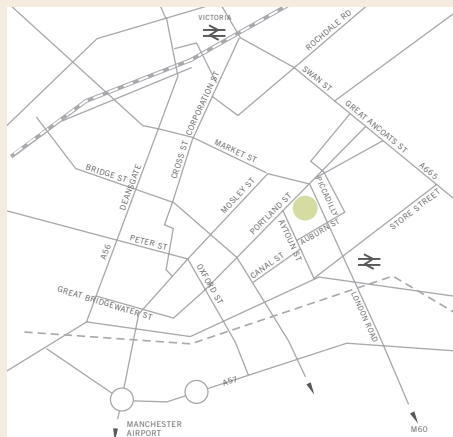 VICTORIA
ROCHDALE RD
SWAN ST
CORPORATION ST
GREAT ANCOATS ST
CROSS ST
MARKET ST
A665
BRIDGE ST
DEANSGATE
MOSLEY ST
PICCADILLY
PORTLAND ST
STORE STREET
AYTOUN ST
AUBURN ST
PETER ST
A56
CANAL ST
OXFORD ST
GREAT BRIDGEWATER ST
LONDON ROAD
A57
MANCHESTER
AIRPORT
M60